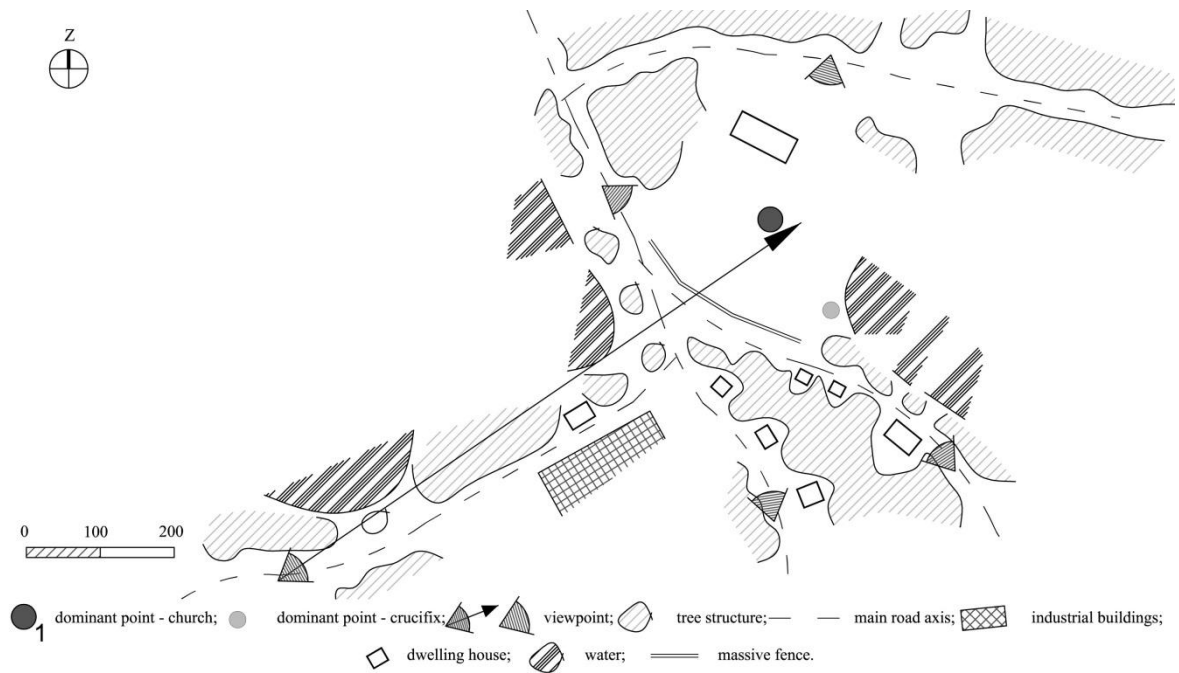 Z
0 100 200
dominant point - church; dominant point - crucifix; viewpoint; tree structure; main road axis; industrial buildings;
1
dwelling house; water; massive fence.